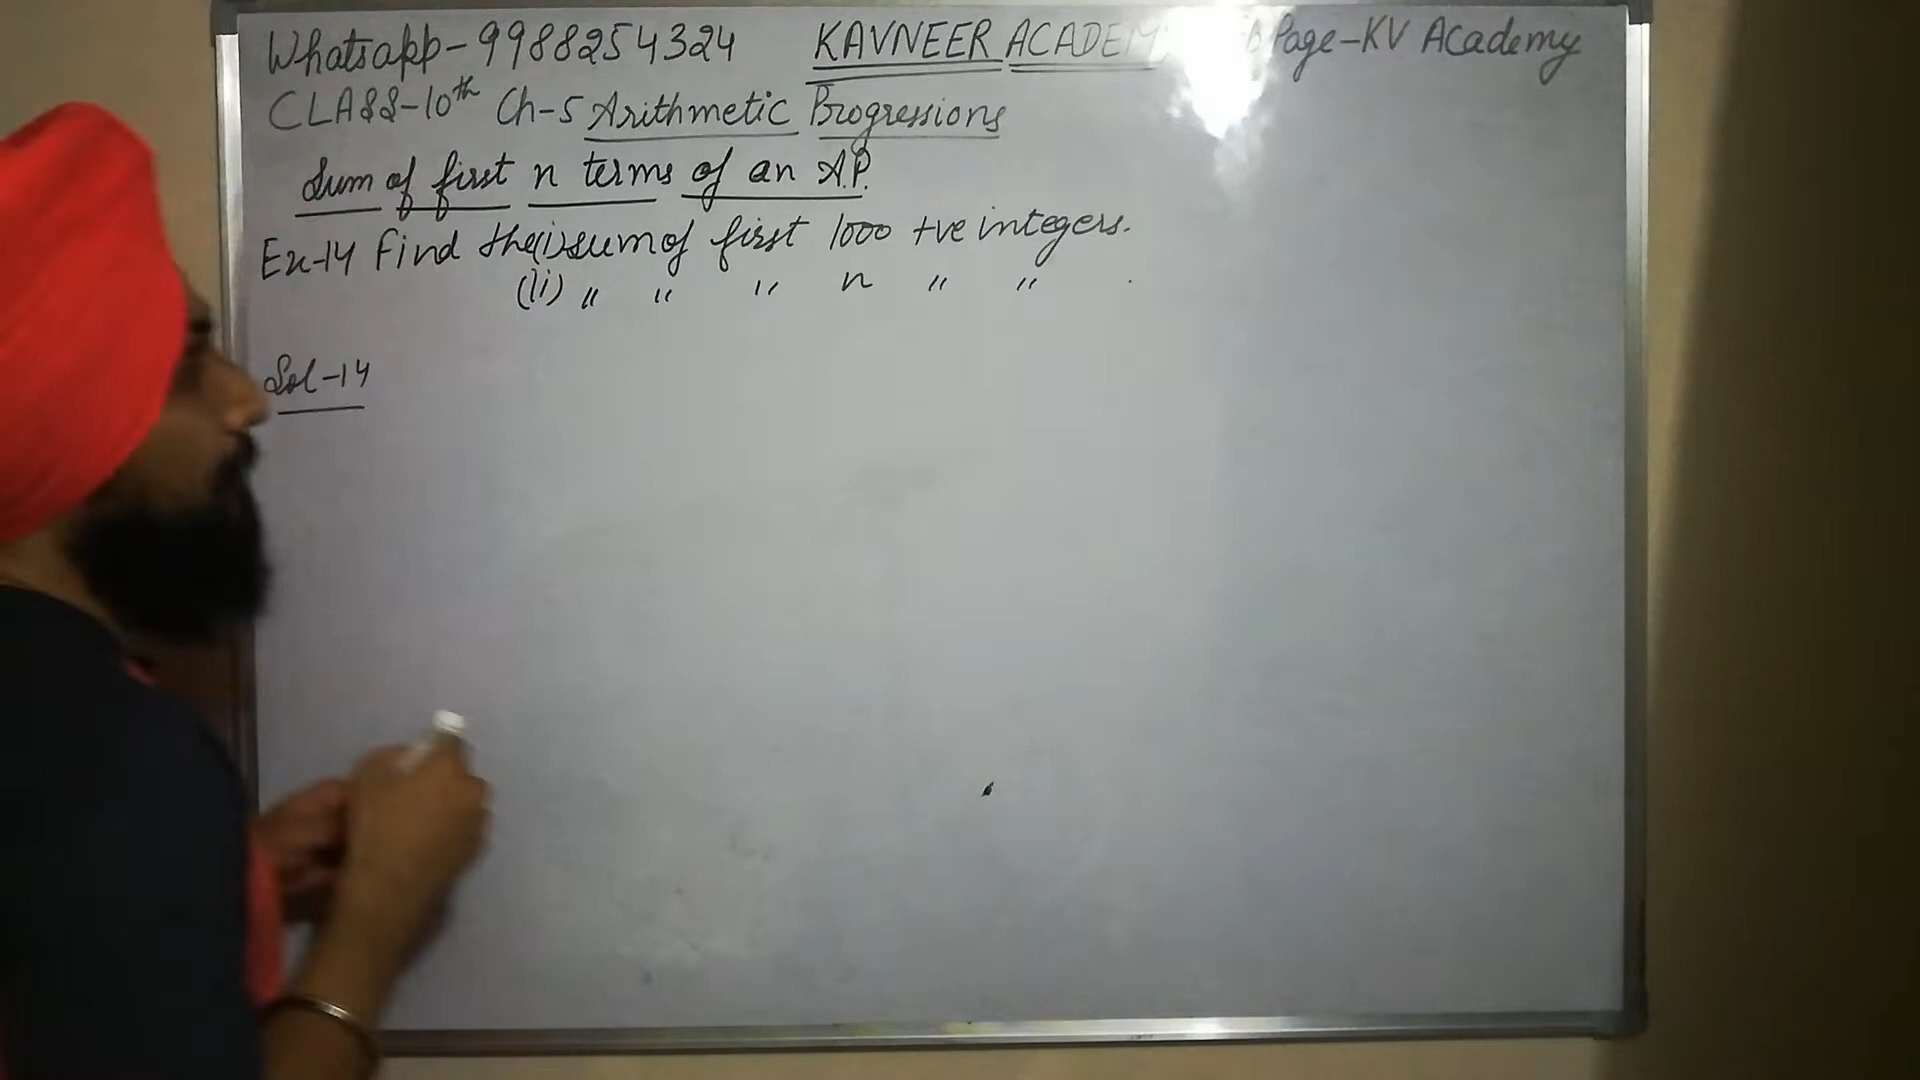 Whatsapp-9988254324 KAVNEER ACADEM Page-KV Academy
CLASS-10th Ch-5 Arithmetic Progressions
Sum of first n terms of an A.P.
Ex-14 Find the(i)sum of first 1000 +ve integers.
(ii) " " " n " " .
Sol-14